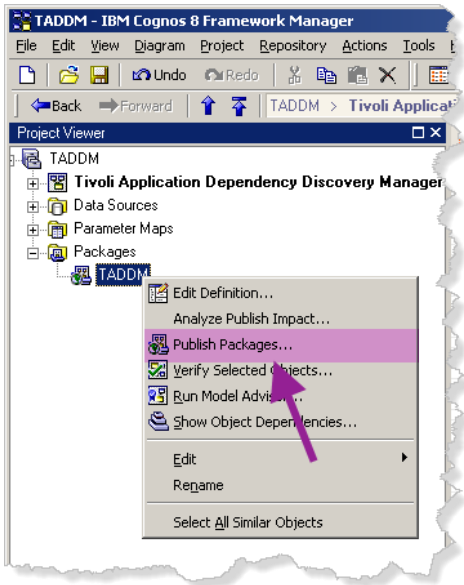 TADDM - IBM Cognos 8 Framework Manager
File Edit View Diagram Project Repository Actions Tools
Undo Redo
Back Forward TADDM > Tivoli Applicat
Project Viewer
TADDM
Tivoli Application Dependency Discovery Manager
Data Sources
Parameter Maps
Packages
TADDM
Edit Definition...
Analyze Publish Impact...
Publish Packages...
Verify Selected Objects...
Run Model Advisor...
Show Object Dependencies...
Edit
Rename
Select All Similar Objects